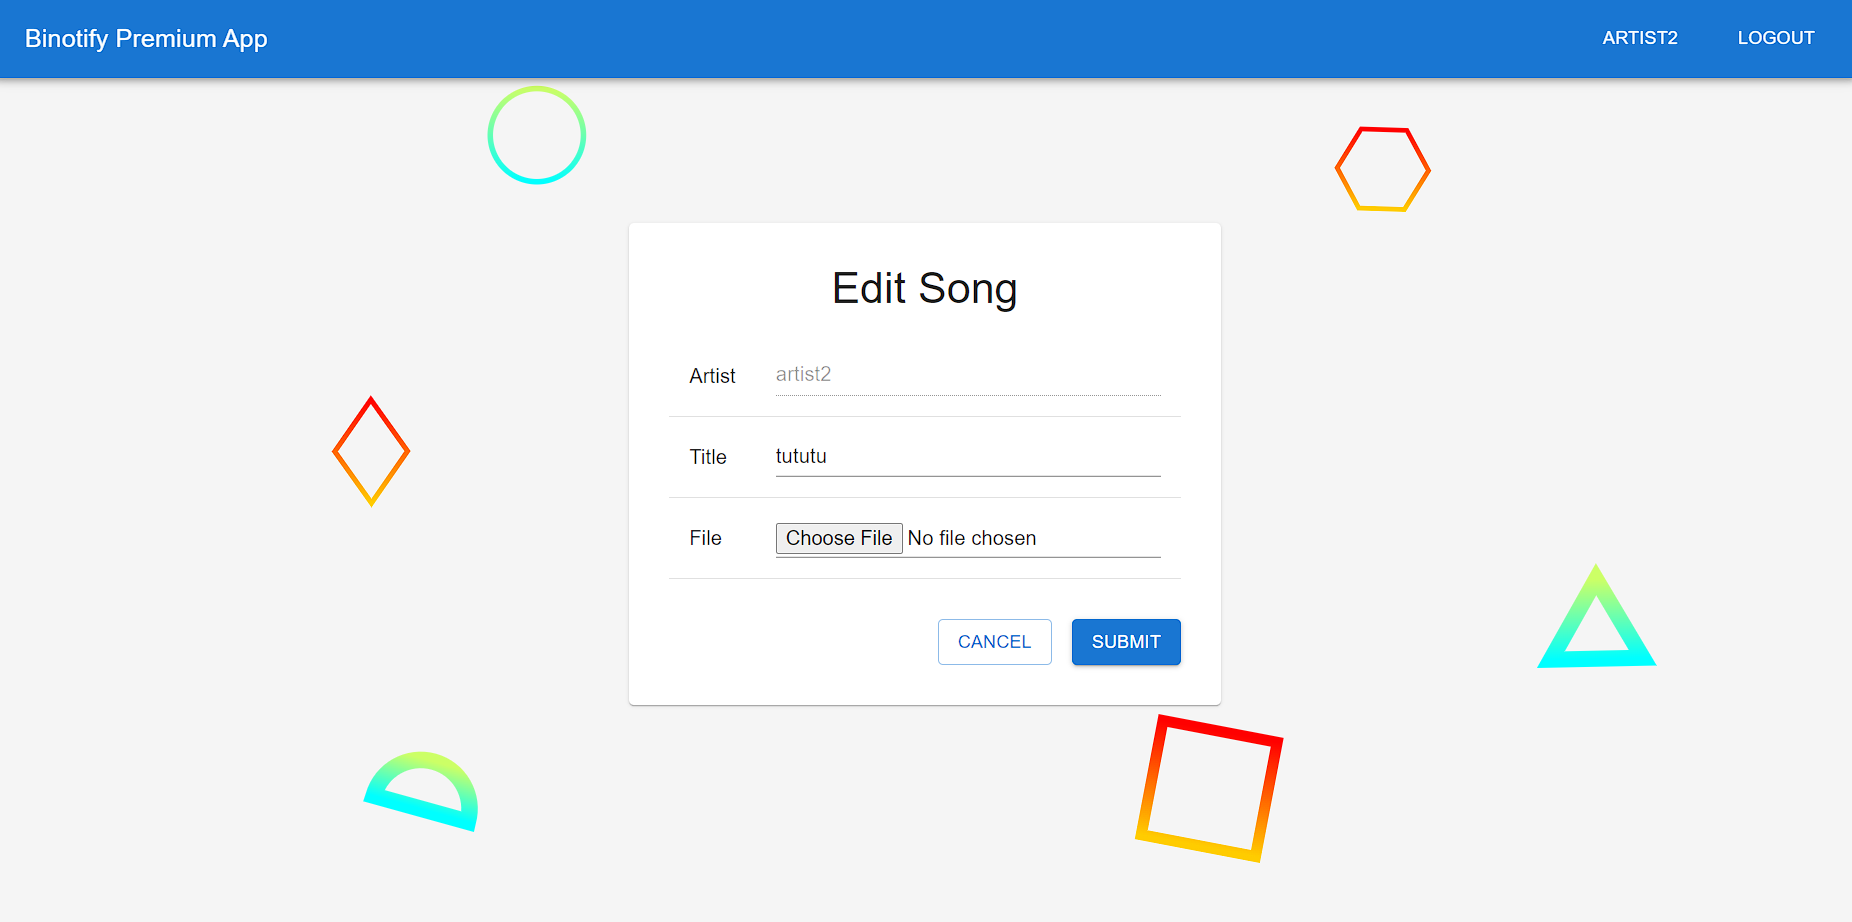 Binotify Premium App ARTIST2 LOGOUT
Edit Song
Artist artist2
Title tututu
File Choose File No file chosen
CANCEL SUBMIT